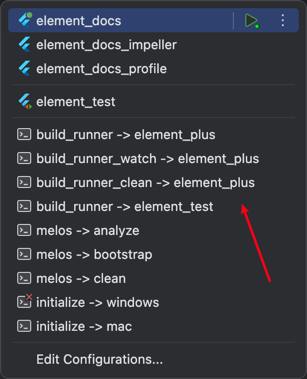 element_docs
element_docs_impeller
element_docs_profile
element_test
build_runner -> element_plus
build_runner_watch -> element_plus
build_runner_clean -> element_plus
build_runner -> element_test
melos -> analyze
melos -> bootstrap
melos -> clean
initialize -> windows
initialize -> mac
Edit Configurations...